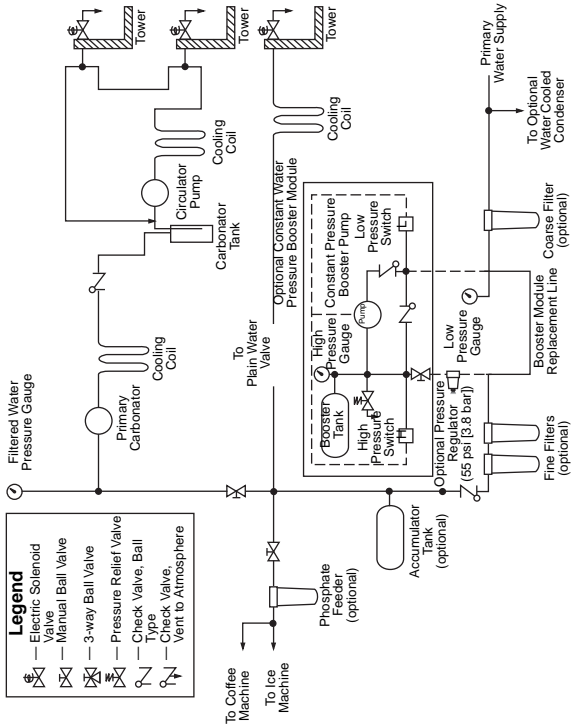 Legend
Electric Solenoid
Valve
Manual Ball Valve
3-way Ball Valve
Pressure Relief Valve
Check Valve, Ball
Type
Check Valve,
Vent to Atmosphere
Filtered Water
Pressure Gauge
Primary
Carbonator
Cooling
Coil
Carbonator
Tank
Circulator
Pump
Cooling
Coil
Tower
Tower
Tower
To
Plain Water
Valve
Cooling
Coil
Optional Constant Water
Pressure Booster Module
Constant Pressure
Booster Pump
High
Pressure
Gauge
Booster
Tank
Pump
Low
Pressure
Switch
L
High
Pressure
Switch
H
Optional Pressure
Regulator
(55 psi [3.8 bar])
Low
Pressure
Gauge
Primary
Water Supply
To Optional
Water Cooled
Condenser
Coarse Filter
(optional)
Booster Module
Replacement Line
Fine Filters
(optional)
Accumulator
Tank
(optional)
Phosphate
Feeder
(optional)
To Coffee
Machine
To Ice
Machine